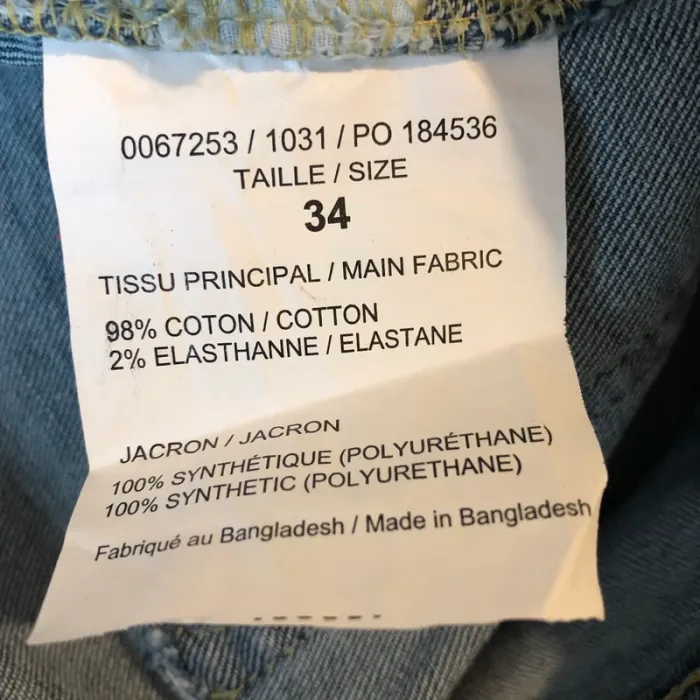 0067253 / 1031 / PO 184536
TAILLE / SIZE
34
TISSU PRINCIPAL / MAIN FABRIC
98% COTON / COTTON
2% ELASTHANNE / ELASTANE
JACRON / JACRON
100% SYNTHÉTIQUE (POLYURÉTHANE)
100% SYNTHETIC (POLYURETHANE)
Fabriqué au Bangladesh / Made in Bangladesh